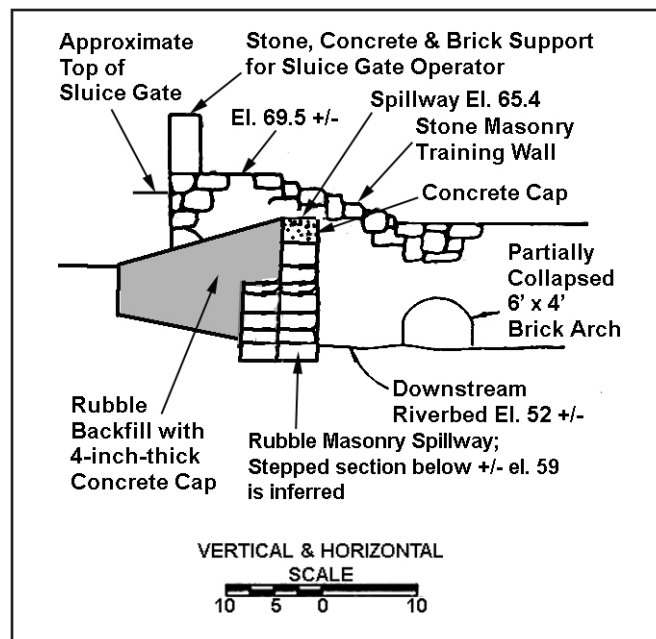 Approximate
Top of
Sluice Gate
Stone, Concrete & Brick Support
for Sluice Gate Operator
Spillway El. 65.4
El. 69.5 +/-
Stone Masonry
Training Wall
Concrete Cap
Partially
Collapsed
6' x 4'
Brick Arch
Downstream
Riverbed El. 52 +/-
Rubble
Backfill with
4-inch-thick
Concrete Cap
Rubble Masonry Spillway;
Stepped section below +/- el. 59
is inferred
VERTICAL & HORIZONTAL
SCALE
10 5 0 10